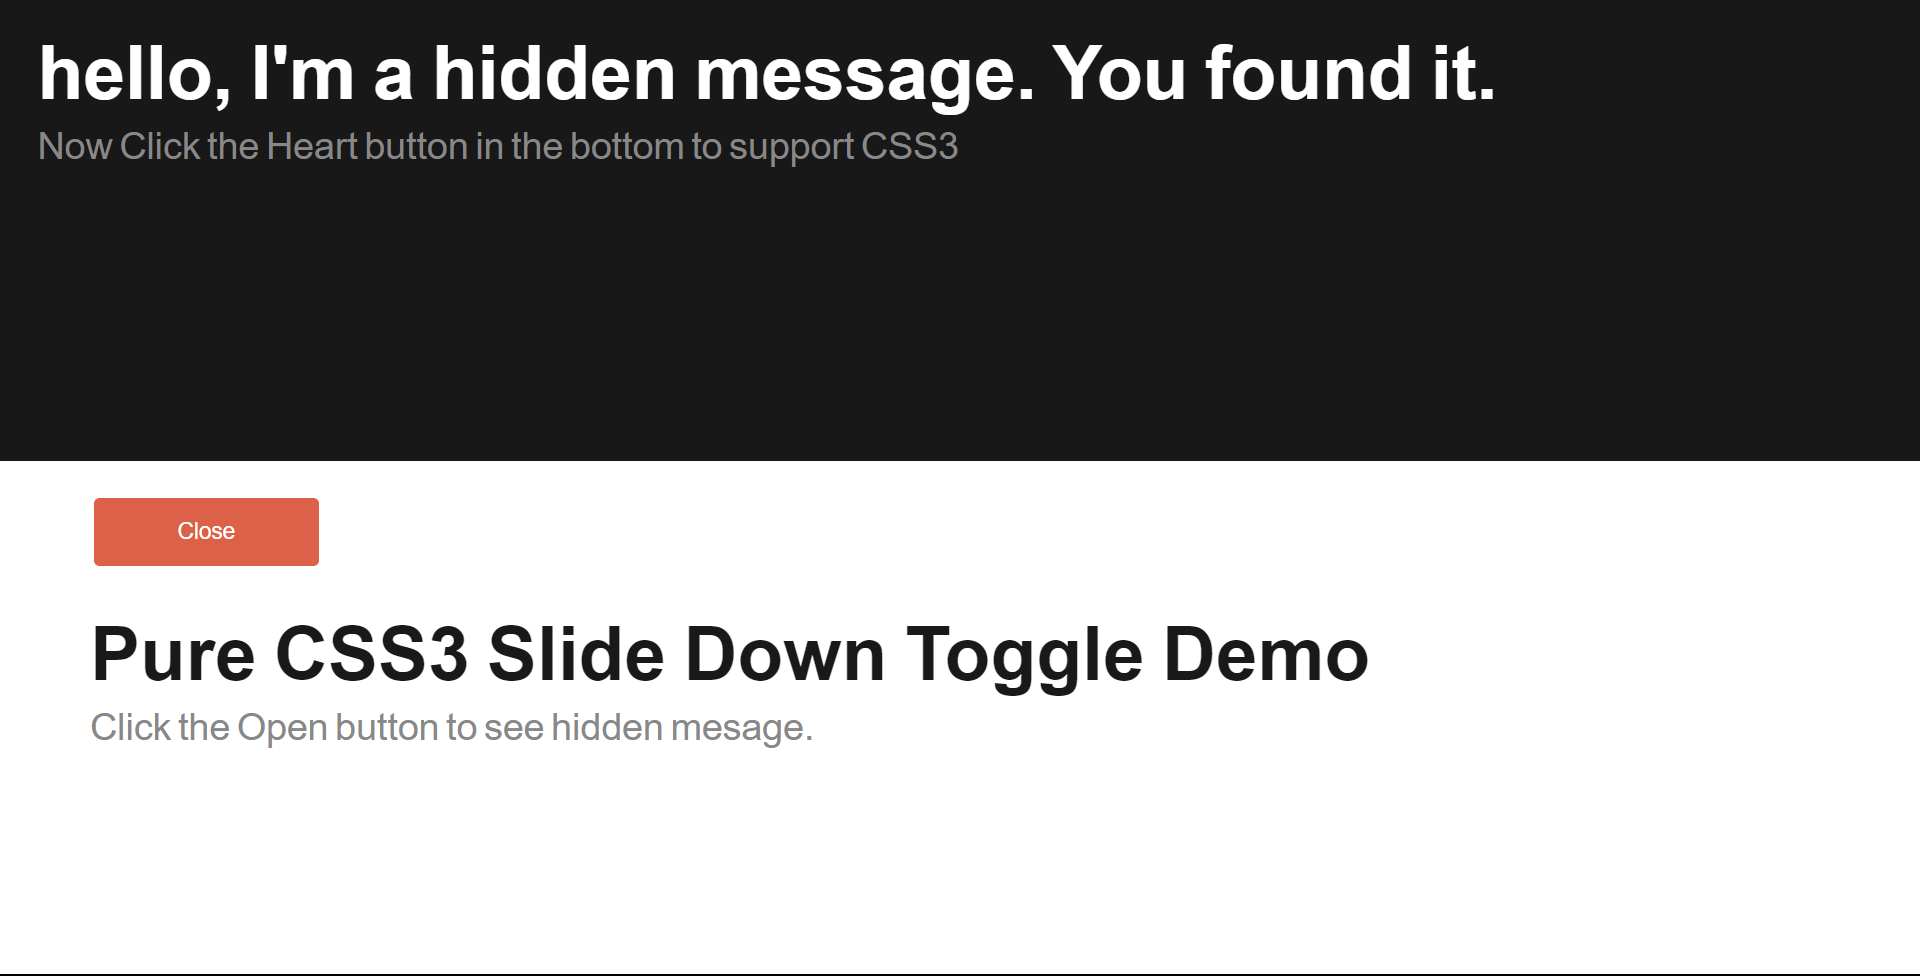 hello, I'm a hidden message. You found it.
Now Click the Heart button in the bottom to support CSS3
Close
Pure CSS3 Slide Down Toggle Demo
Click the Open button to see hidden mesage.